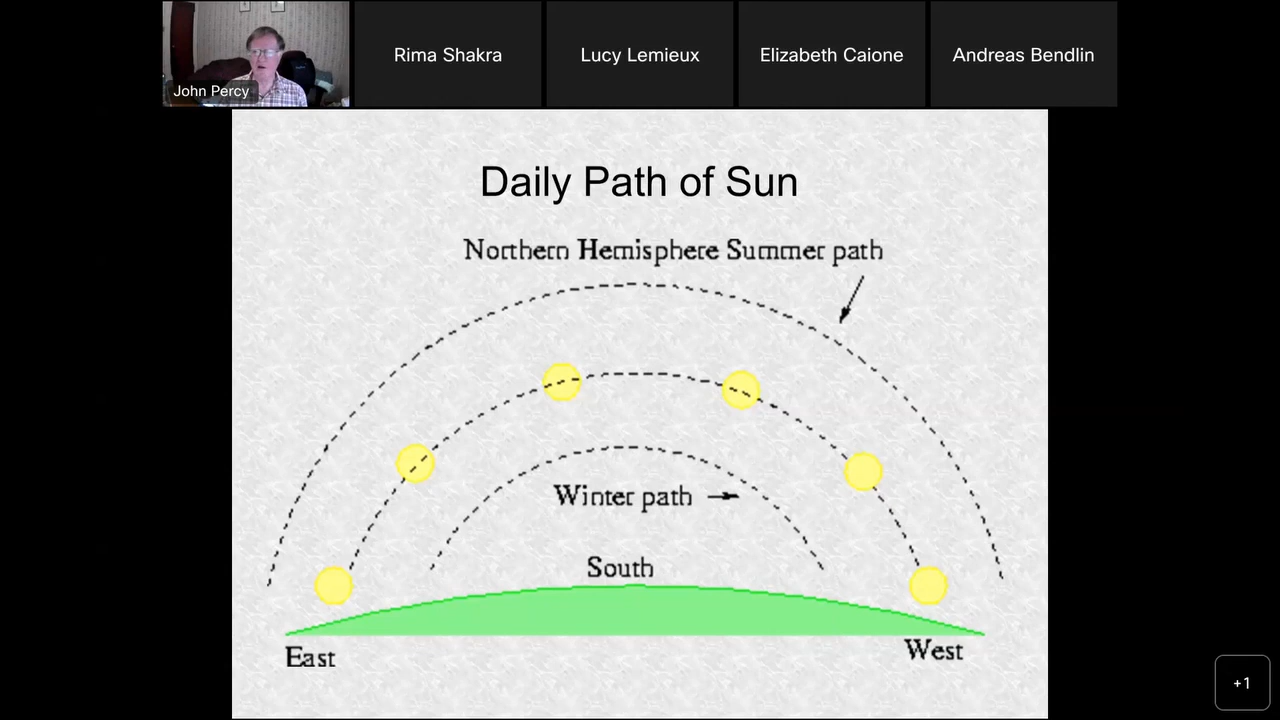 John Percy
Rima Shakra
Lucy Lemieux
Elizabeth Caione
Andreas Bendlin
Daily Path of Sun
Northern Hemisphere Summer path
Winter path
South
East
West
+1